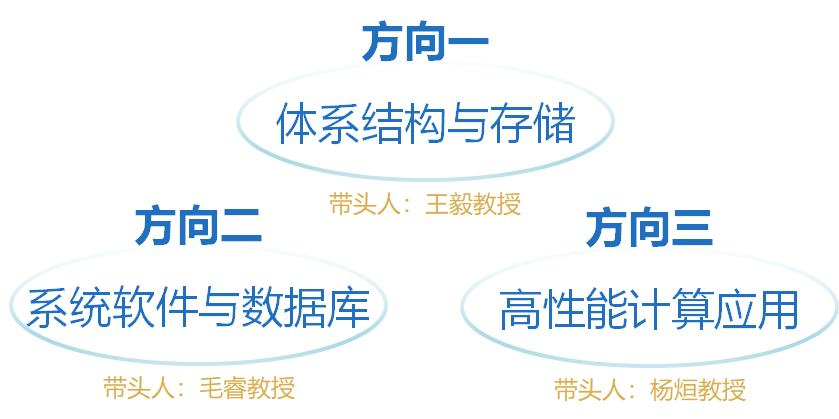 方向一
体系结构与存储
带头人：王毅教授
方向二
系统软件与数据库
带头人：毛睿教授
方向三
高性能计算应用
带头人：杨烜教授